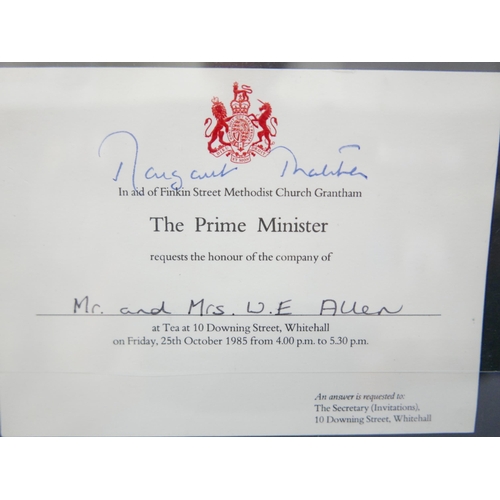 Margaret Thatcher
In aid of Finkin Street Methodist Church Grantham
The Prime Minister
requests the honour of the company of
Mr. and Mrs. W.E Allen
at Tea at 10 Downing Street, Whitehall
on Friday, 25th October 1985 from 4.00 p.m. to 5.30 p.m.
An answer is requested to:
The Secretary (Invitations),
10 Downing Street, Whitehall